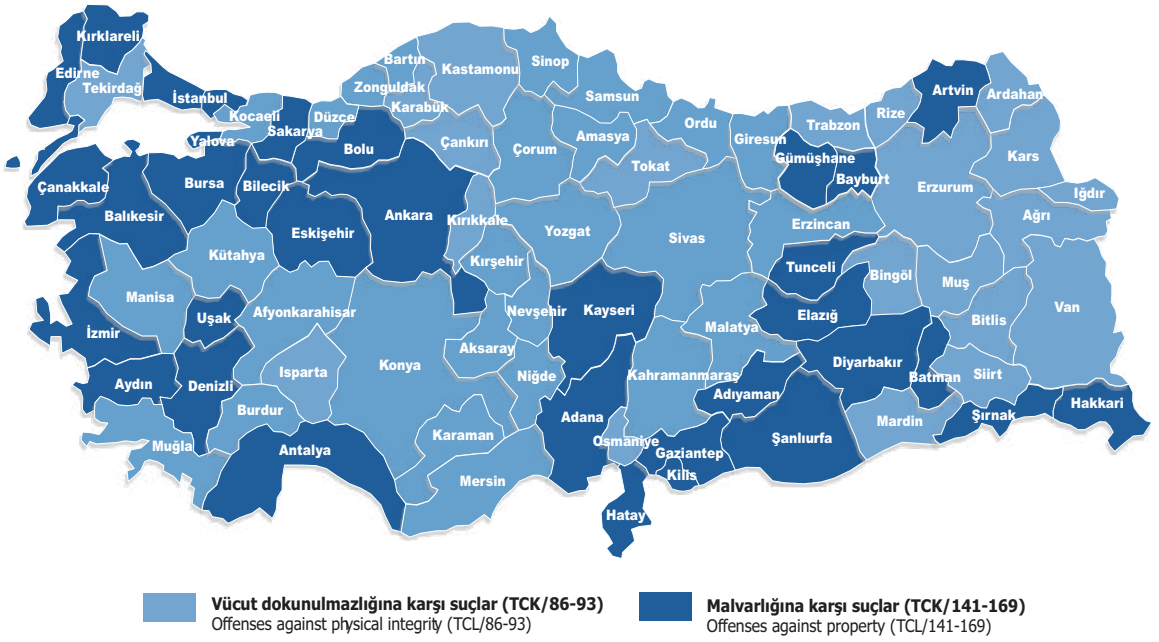 Kırklareli
Edirne
Tekirdağ
İstanbul
Kocaeli
Yalova
Sakarya
Düzce
Bolu
Zonguldak
Bartın
Karabük
Kastamonu
Çankırı
Sinop
Samsun
Çorum
Amasya
Tokat
Ordu
Giresun
Gümüşhane
Trabzon
Bayburt
Rize
Artvin
Ardahan
Kars
Iğdır
Erzurum
Ağrı
Erzincan
Çanakkale
Balıkesir
Bursa
Bilecik
Eskişehir
Ankara
Kırıkkale
Kırşehir
Yozgat
Sivas
Tunceli
Bingöl
Muş
Bitlis
Van
Kütahya
Manisa
İzmir
Uşak
Afyonkarahisar
Konya
Aksaray
Nevşehir
Niğde
Kayseri
Malatya
Elazığ
Diyarbakır
Batman
Siirt
Hakkari
Şırnak
Mardin
Aydın
Denizli
Isparta
Burdur
Muğla
Antalya
Karaman
Mersin
Adana
Osmaniye
Kahramanmaraş
Adıyaman
Şanlıurfa
Gaziantep
Kilis
Hatay
Vücut dokunulmazlığına karşı suçlar (TCK/86-93)
Offenses against physical integrity (TCL/86-93)
Malvarlığına karşı suçlar (TCK/141-169)
Offenses against property (TCL/141-169)